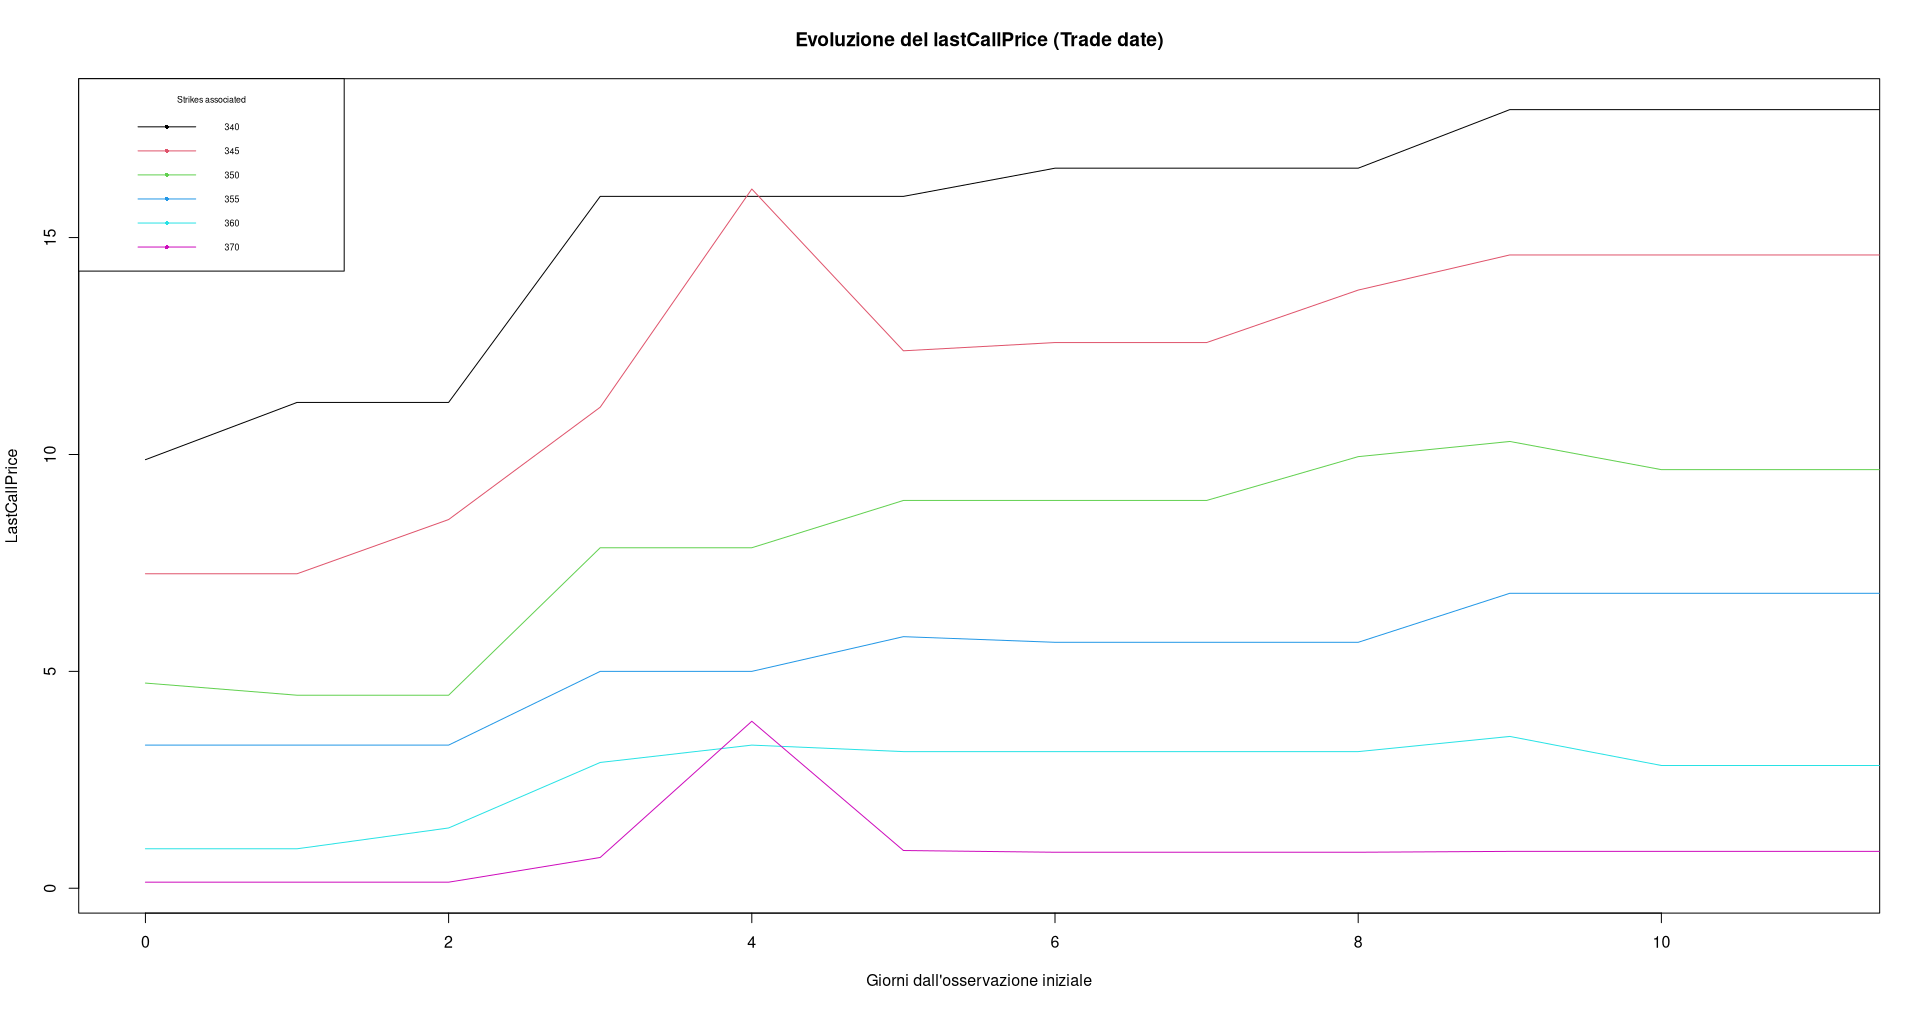 Evoluzione del lastCallPrice (Trade date)
Strikes associated
340
345
350
355
360
370
LastCallPrice
15
10
5
0
0 2 4 6 8 10
Giorni dall'osservazione iniziale